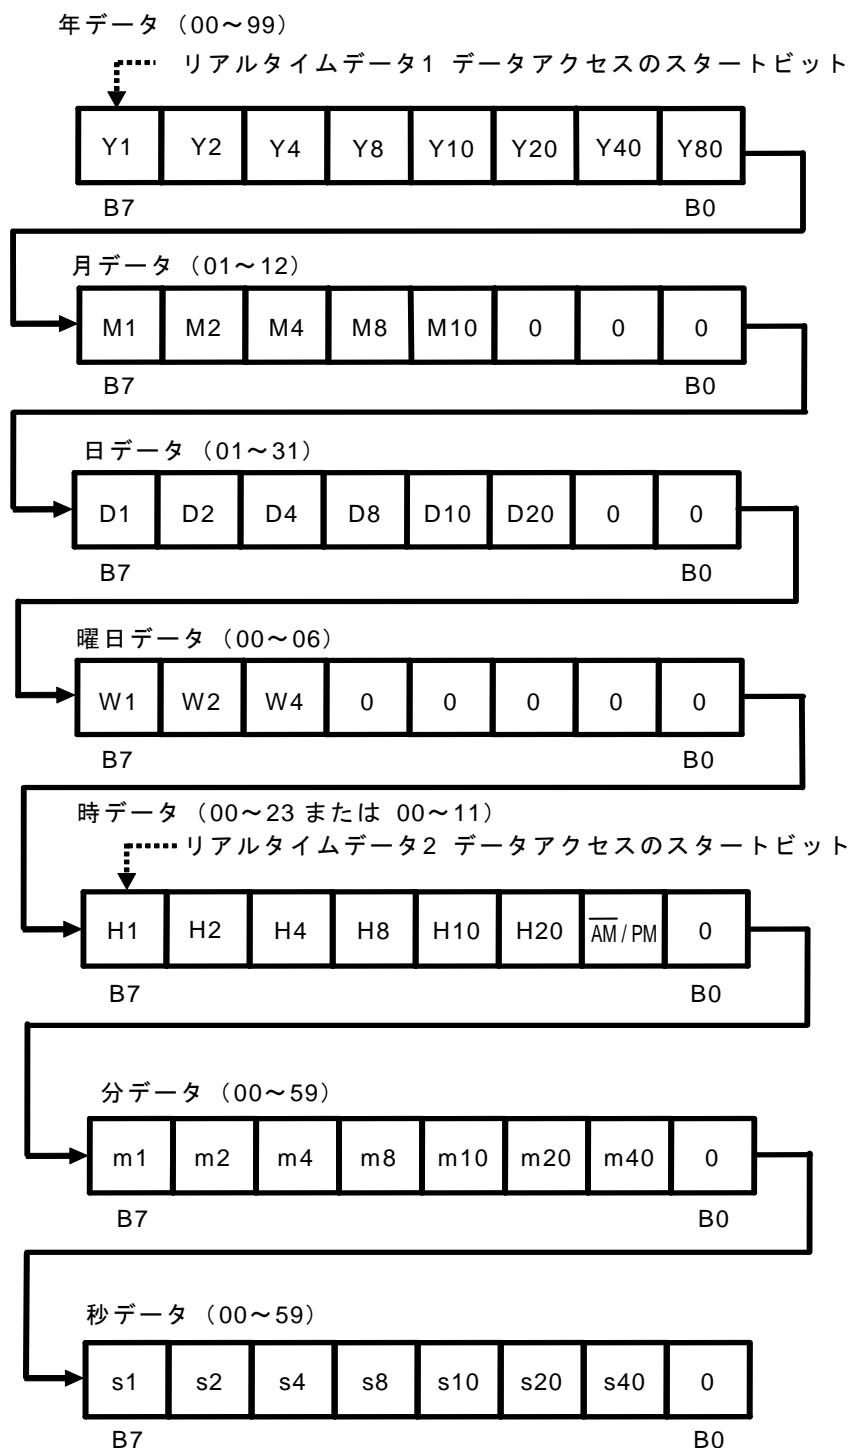 年データ（00～99）
リアルタイムデータ1 データアクセスのスタートビット
Y1 Y2 Y4 Y8 Y10 Y20 Y40 Y80
B7 B0
月データ（01～12）
M1 M2 M4 M8 M10 0 0 0
B7 B0
日データ（01～31）
D1 D2 D4 D8 D10 D20 0 0
B7 B0
曜日データ（00～06）
W1 W2 W4 0 0 0 0 0
B7 B0
時データ（00～23 または 00～11）
リアルタイムデータ2 データアクセスのスタートビット
H1 H2 H4 H8 H10 H20 A̅M̅ / PM 0
B7 B0
分データ（00～59）
m1 m2 m4 m8 m10 m20 m40 0
B7 B0
秒データ（00～59）
s1 s2 s4 s8 s10 s20 s40 0
B7 B0